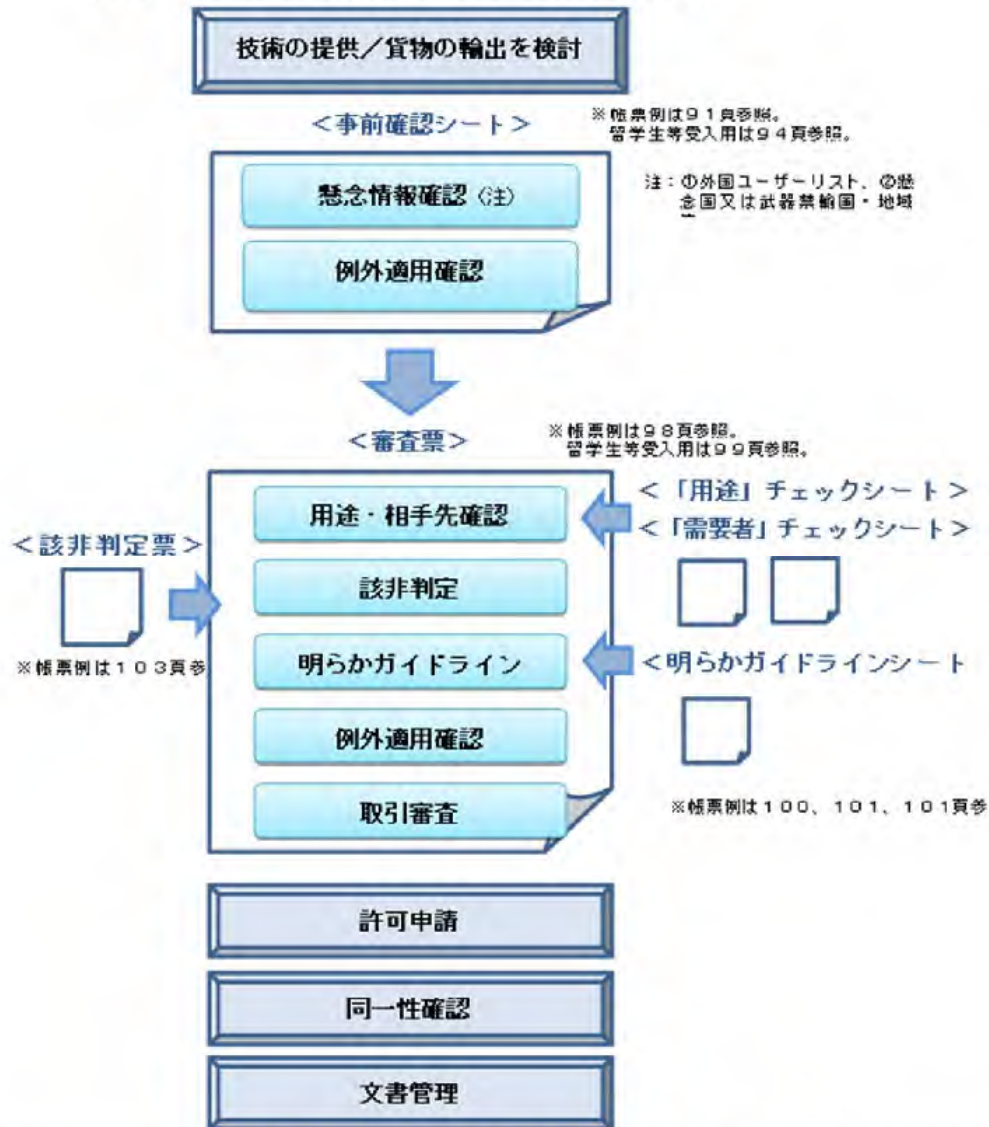 技術の提供／貨物の輸出を検討
＜事前確認シート＞
※帳票例は９１頁参照。
留学生等受入用は９４頁参照。
懸念情報確認（注）
注：①外国ユーザーリスト、②懸
念国又は武器禁輸国・地域
例外適用確認
＜審査票＞
※帳票例は９８頁参照。
留学生等受入用は９９頁参照。
用途・相手先確認
＜「用途」チェックシート＞
＜「需要者」チェックシート＞
＜該非判定票＞
該非判定
※帳票例は１０３頁参
明らかガイドライン
＜明らかガイドラインシート
例外適用確認
取引審査
※帳票例は１００、１０１、１０１頁参
許可申請
同一性確認
文書管理